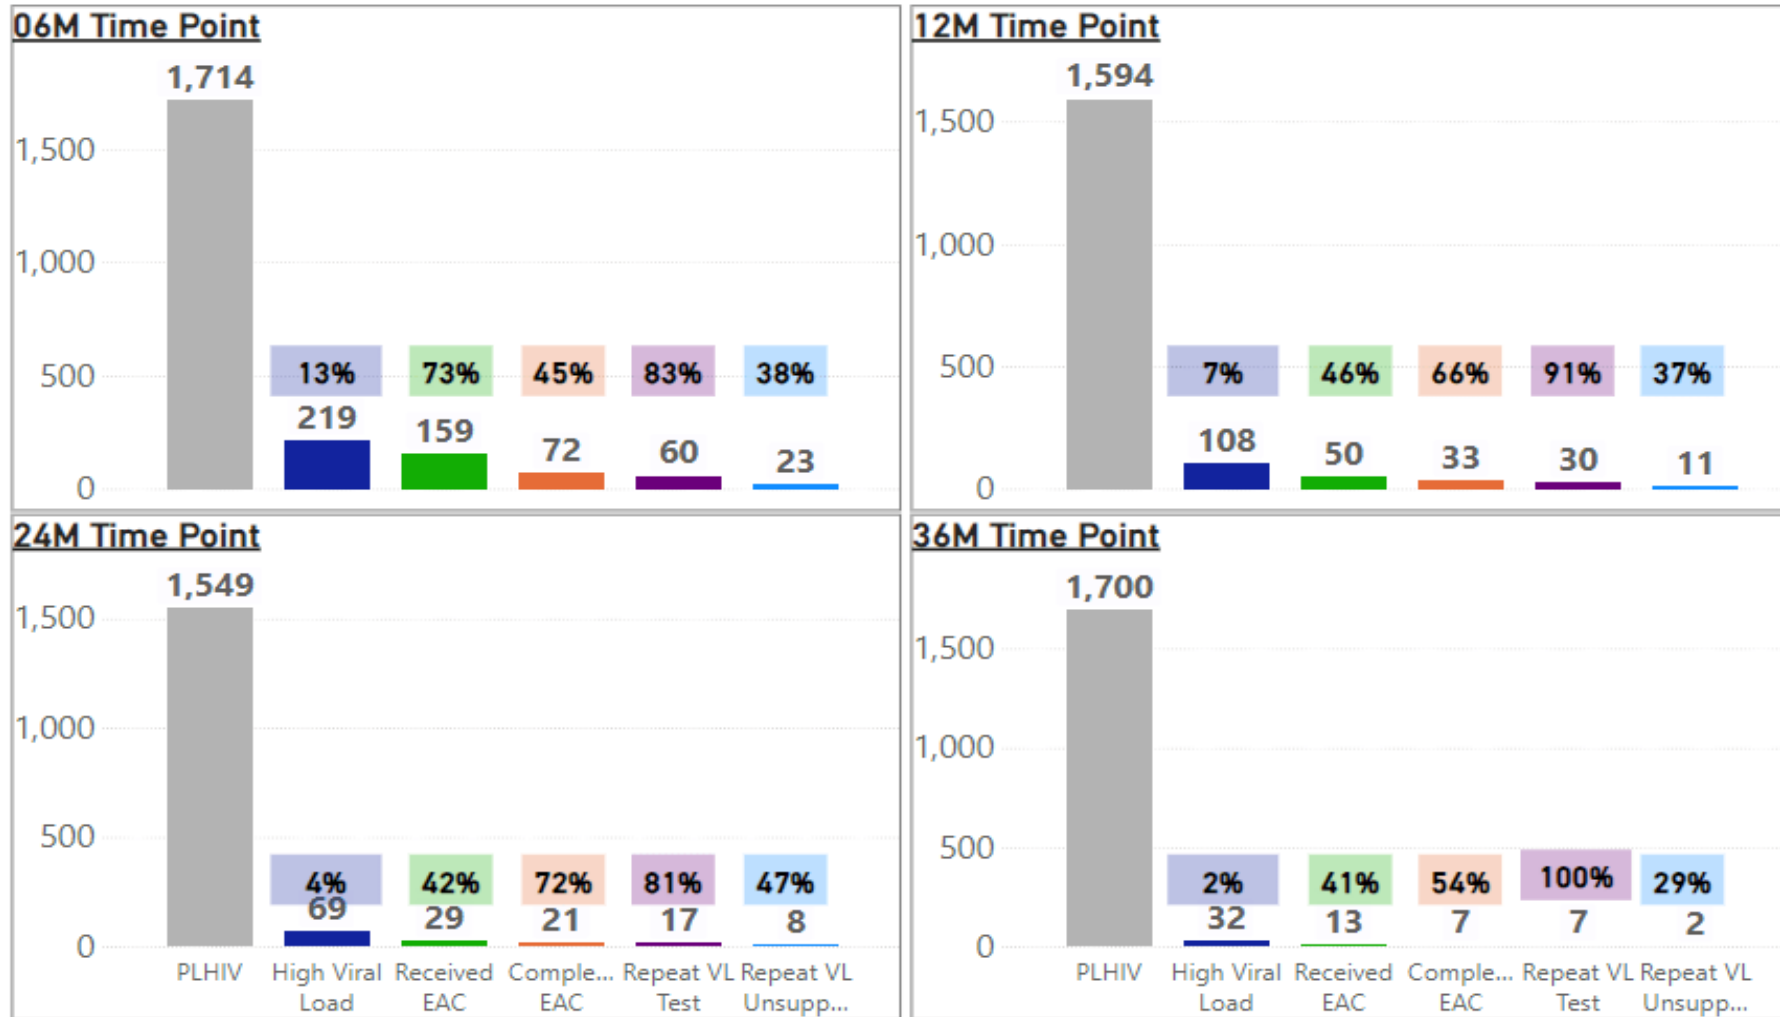 06M Time Point
1,714
1,500
1,000
500
0
13% 73% 45% 83% 38%
219 159 72 60 23
12M Time Point
1,594
1,500
1,000
500
0
7% 46% 66% 91% 37%
108 50 33 30 11
24M Time Point
1,549
1,500
1,000
500
0
4% 42% 72% 81% 47%
69 29 21 17 8
PLHIV High Viral Received Comple... Repeat VL Repeat VL
Load EAC EAC Test Unsupp...
36M Time Point
1,700
1,500
1,000
500
0
2% 41% 54% 100% 29%
32 13 7 7 2
PLHIV High Viral Received Comple... Repeat VL Repeat VL
Load EAC EAC Test Unsupp...